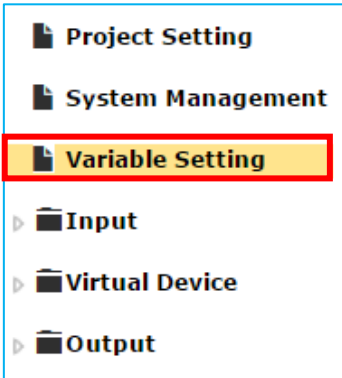 Project Setting
System Management
Variable Setting
Input
Virtual Device
Output